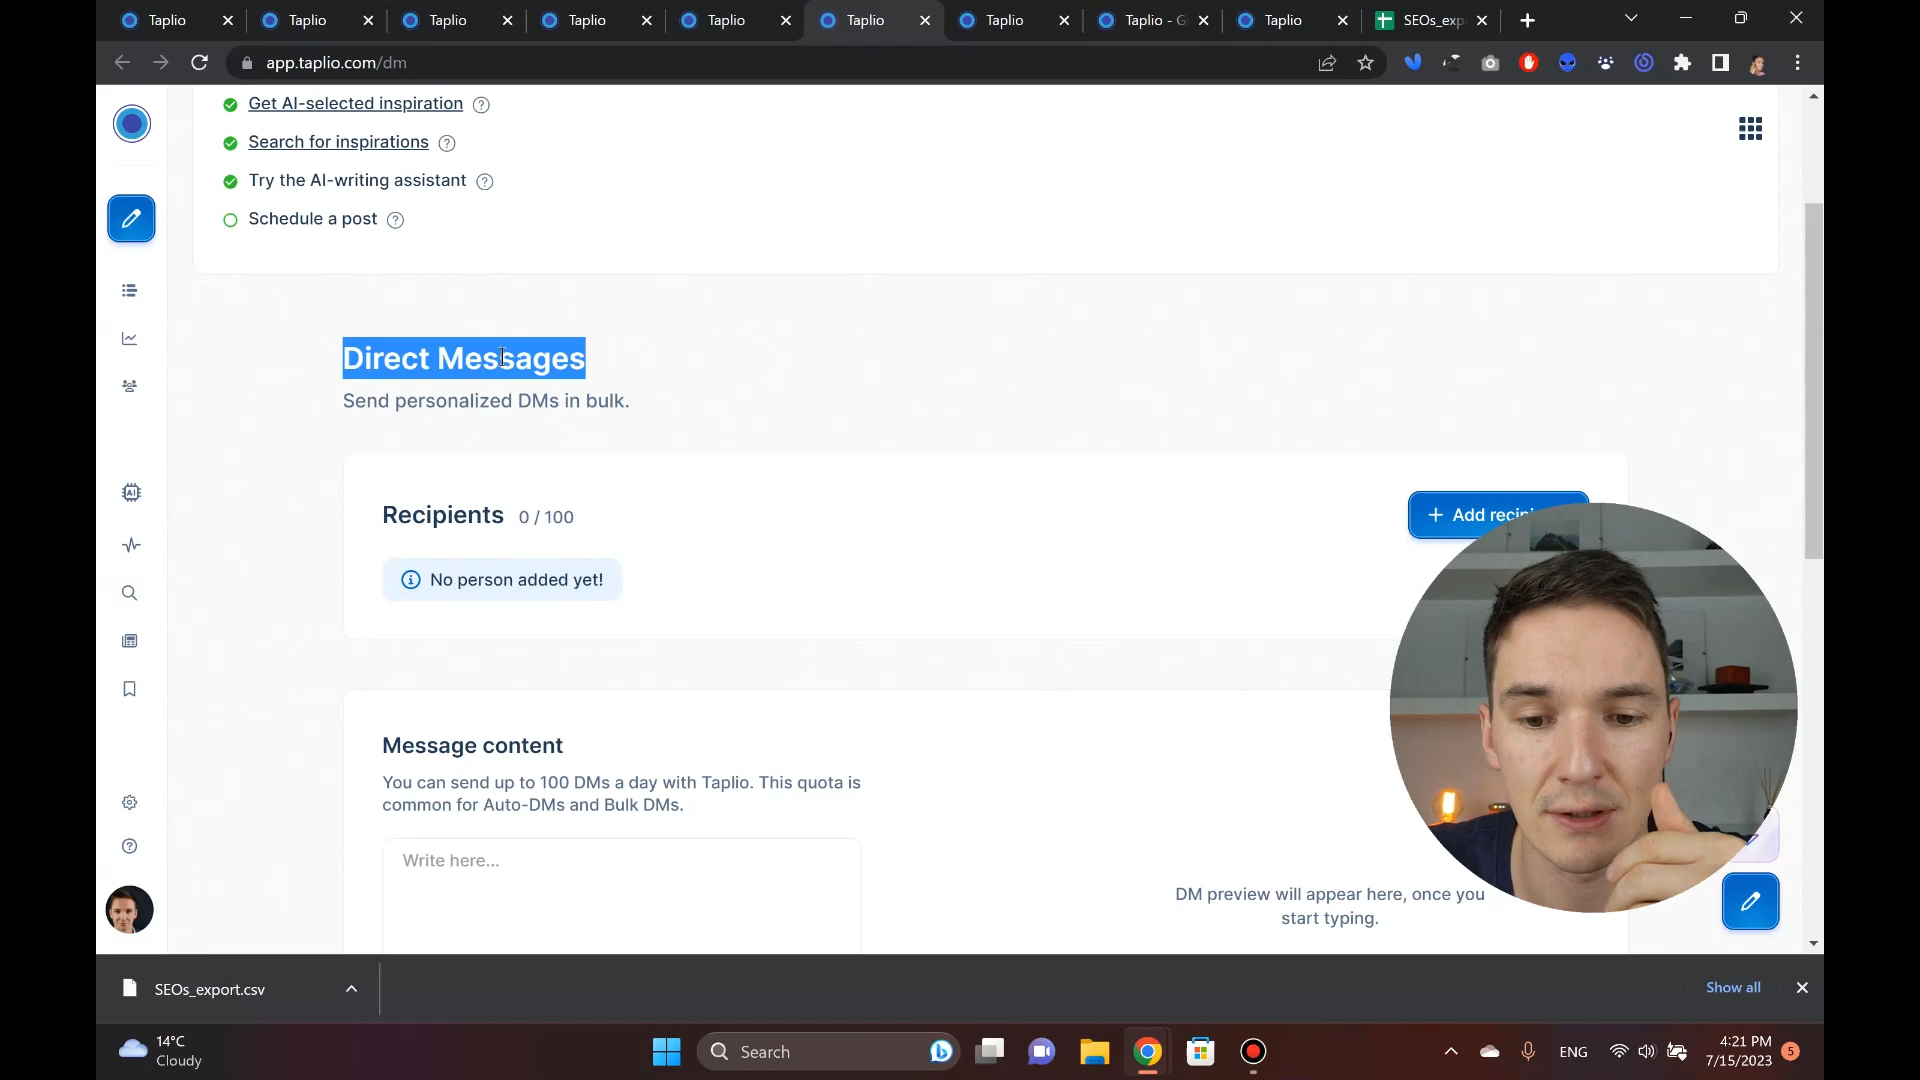 Taplio
Taplio
Taplio
Taplio
Taplio
Taplio
Taplio
Taplio - G
Taplio
SEOs_exp
app.taplio.com/dm
Get AI-selected inspiration
Search for inspirations
Try the AI-writing assistant
Schedule a post
Direct Messages
Send personalized DMs in bulk.
Recipients 0 / 100
+ Add recipi
No person added yet!
Message content
You can send up to 100 DMs a day with Taplio. This quota is
common for Auto-DMs and Bulk DMs.
Write here...
DM preview will appear here, once you
start typing.
AI
SEOs_export.csv
Show all
14°C
Cloudy
Search
ENG
4:21 PM
7/15/2023
5